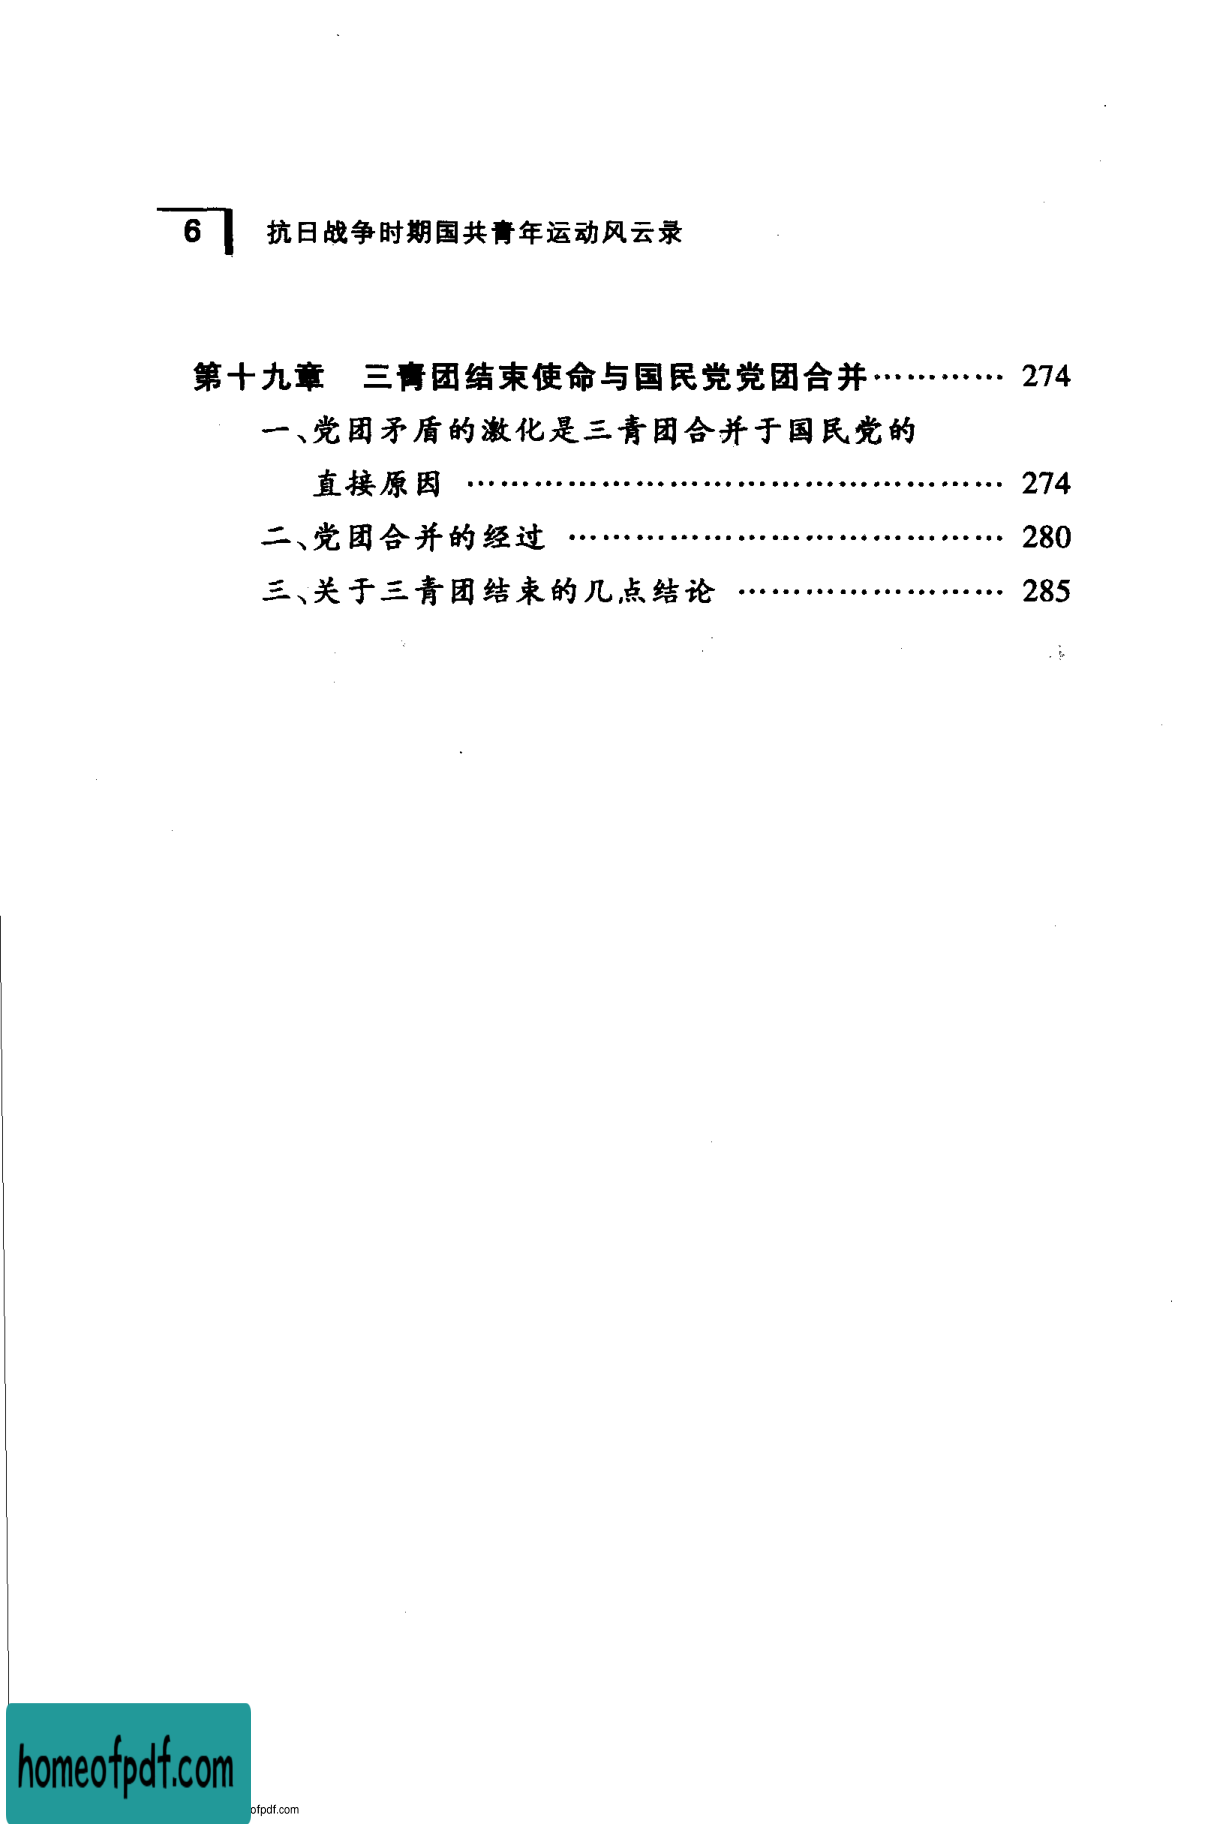 6 抗日战争时期国共青年运动风云录
第十九章 三青团结束使命与国民党党团合并………… 274
一、党团矛盾的激化是三青团合并于国民党的
直接原因 ……………………………………………… 274
二、党团合并的经过 …………………………………… 280
三、关于三青团结束的几点结论 ……………………… 285
homeofpdf.com
ofpdf.com